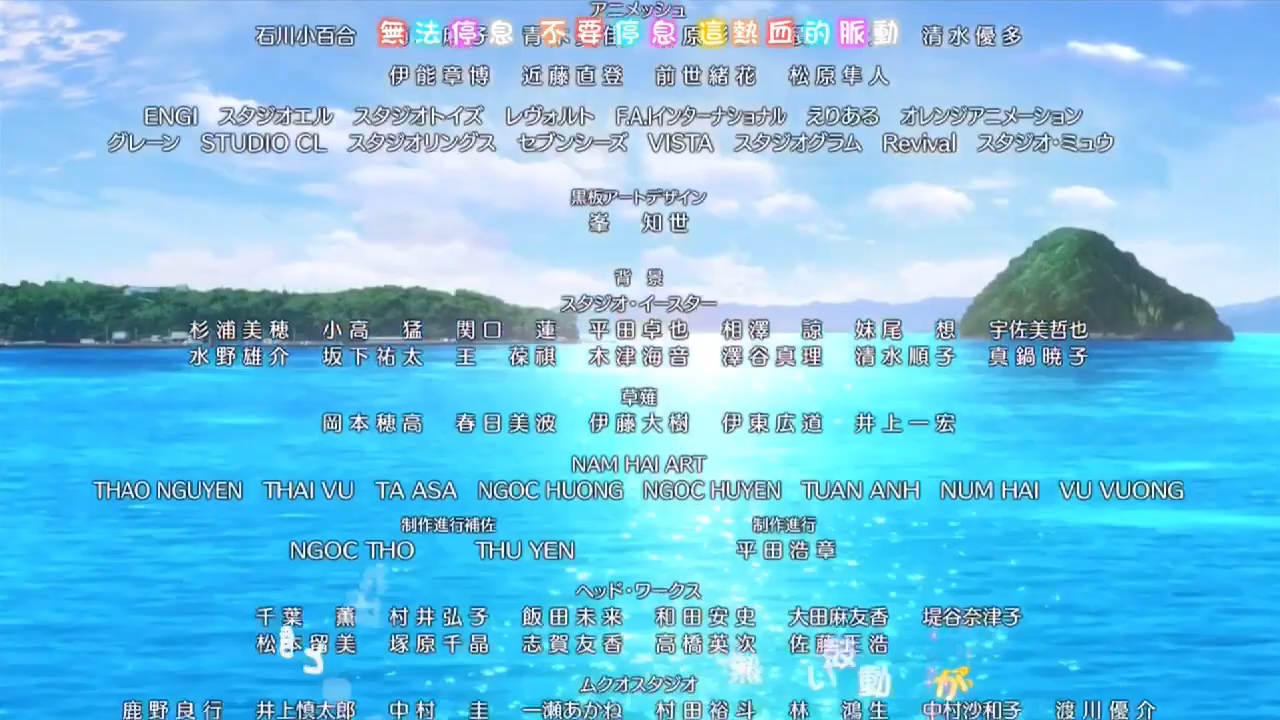 アニメッシュ
無法停息 不要停息 這熱血的脈動
石川小百合 清水優多
伊能章博 近藤直登 前世緒花 松原隼人
ENGI スタジオエル スタジオトイズ レヴォルト F.A.Iインターナショナル えりある オレンジアニメーション
グレーン STUDIO CL スタジオリングス セブンシーズ VISTA スタジオグラム Revival スタジオ・ミュウ
黒板アートデザイン
峯 知世
背景
スタジオ・イースター
杉浦美穂 小高 猛 関口 蓮 平田卓也 相澤 諒 妹尾 想 宇佐美哲也
水野雄介 坂下祐太 王 葆祺 木津海音 澤谷真理 清水順子 真鍋暁子
草薙
岡本穂高 春日美波 伊藤大樹 伊東広道 井上一宏
NAM HAI ART
THAO NGUYEN THAI VU TA ASA NGOC HUONG NGOC HUYEN TUAN ANH NUM HAI VU VUONG
制作進行補佐 制作進行
NGOC THO THU YEN 平田浩章
ヘッド・ワークス
千葉 薫 村井弘子 飯田未来 和田安史 大田麻友香 堤谷奈津子
松本留美 塚原千晶 志賀友香 高橋英次 佐藤正浩
熱い鼓動が
ムクオスタジオ
鹿野良行 井上慎太郎 中村 圭 一瀬あかね 村田裕斗 林 鴻生 中村沙和子 渡川優介